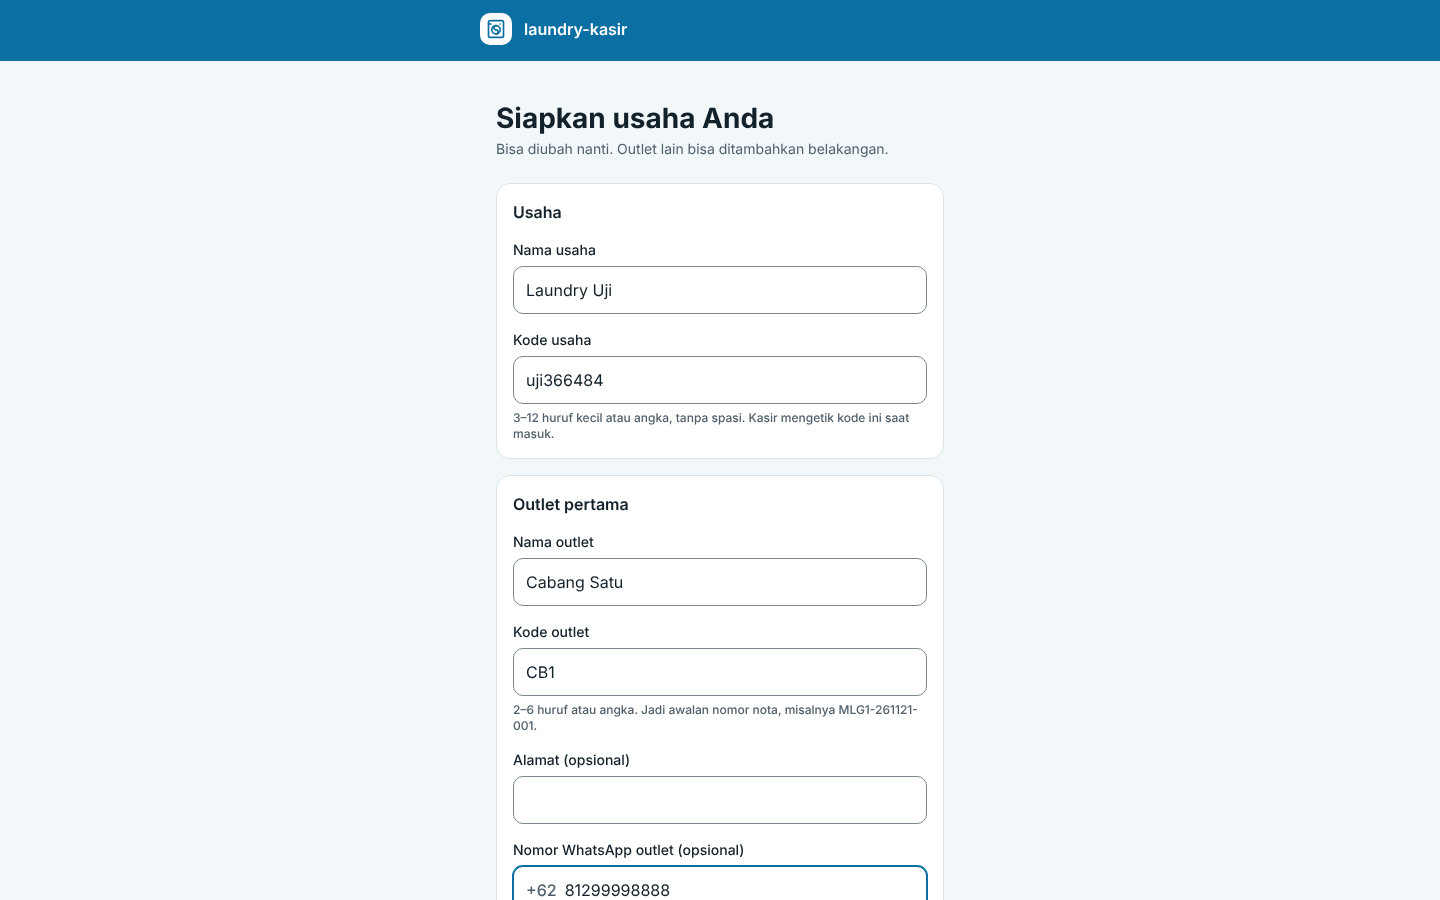 laundry-kasir
Siapkan usaha Anda
Bisa diubah nanti. Outlet lain bisa ditambahkan belakangan.
Usaha
Nama usaha
Laundry Uji
Kode usaha
uji366484
3–12 huruf kecil atau angka, tanpa spasi. Kasir mengetik kode ini saat
masuk.
Outlet pertama
Nama outlet
Cabang Satu
Kode outlet
CB1
2–6 huruf atau angka. Jadi awalan nomor nota, misalnya MLG1-261121-
001.
Alamat (opsional)
Nomor WhatsApp outlet (opsional)
+62 81299998888